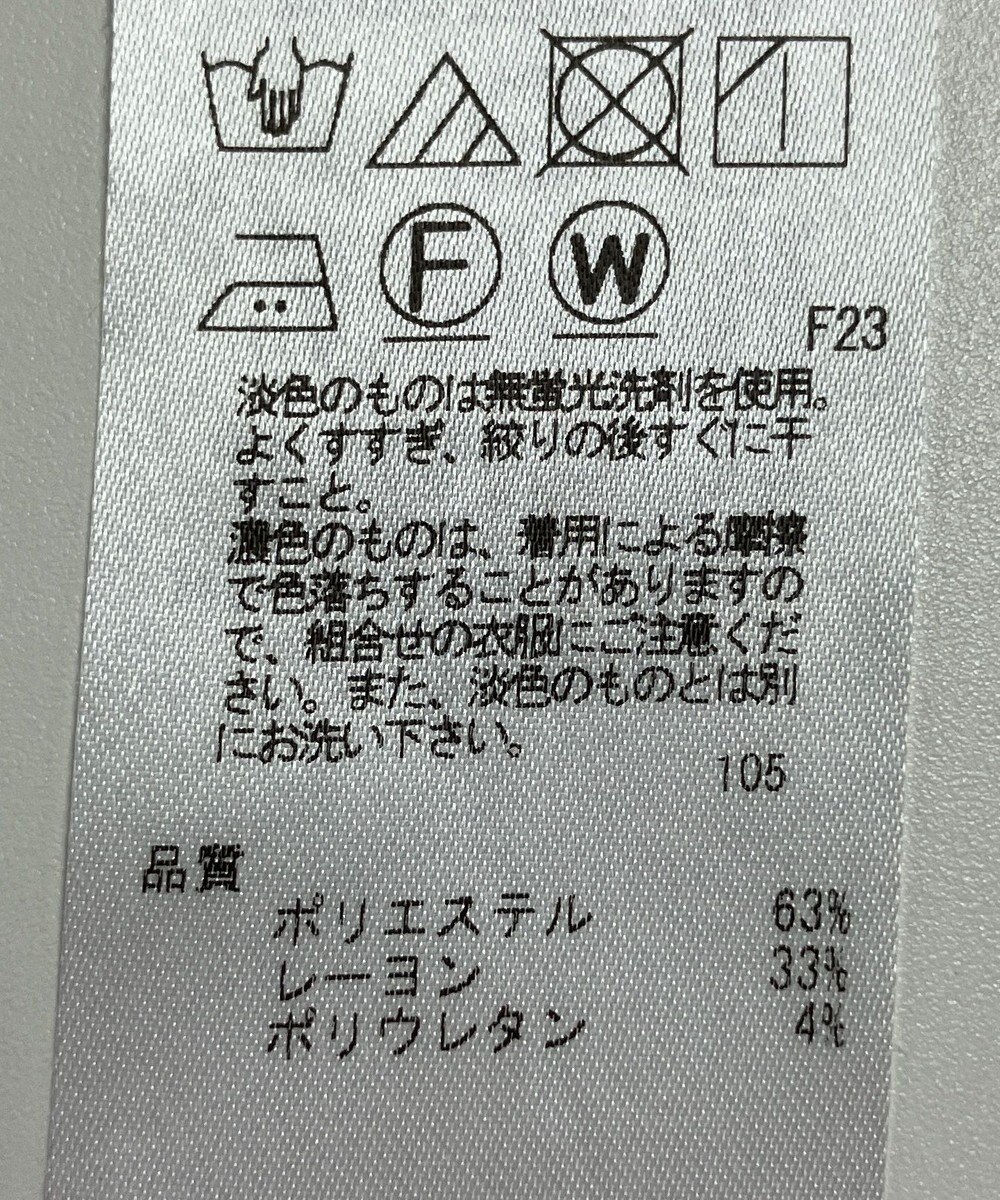 F
W
F23
淡色のものは無蛍光洗剤を使用。
よくすすぎ、絞りの後すぐに干
すこと。
濃色のものは、着用による摩擦
で色落ちすることがありますの
で、組合せの衣服にご注意くだ
さい。また、淡色のものとは別
にお洗い下さい。
105
品質
ポリエステル 63%
レーヨン 33%
ポリウレタン 4%